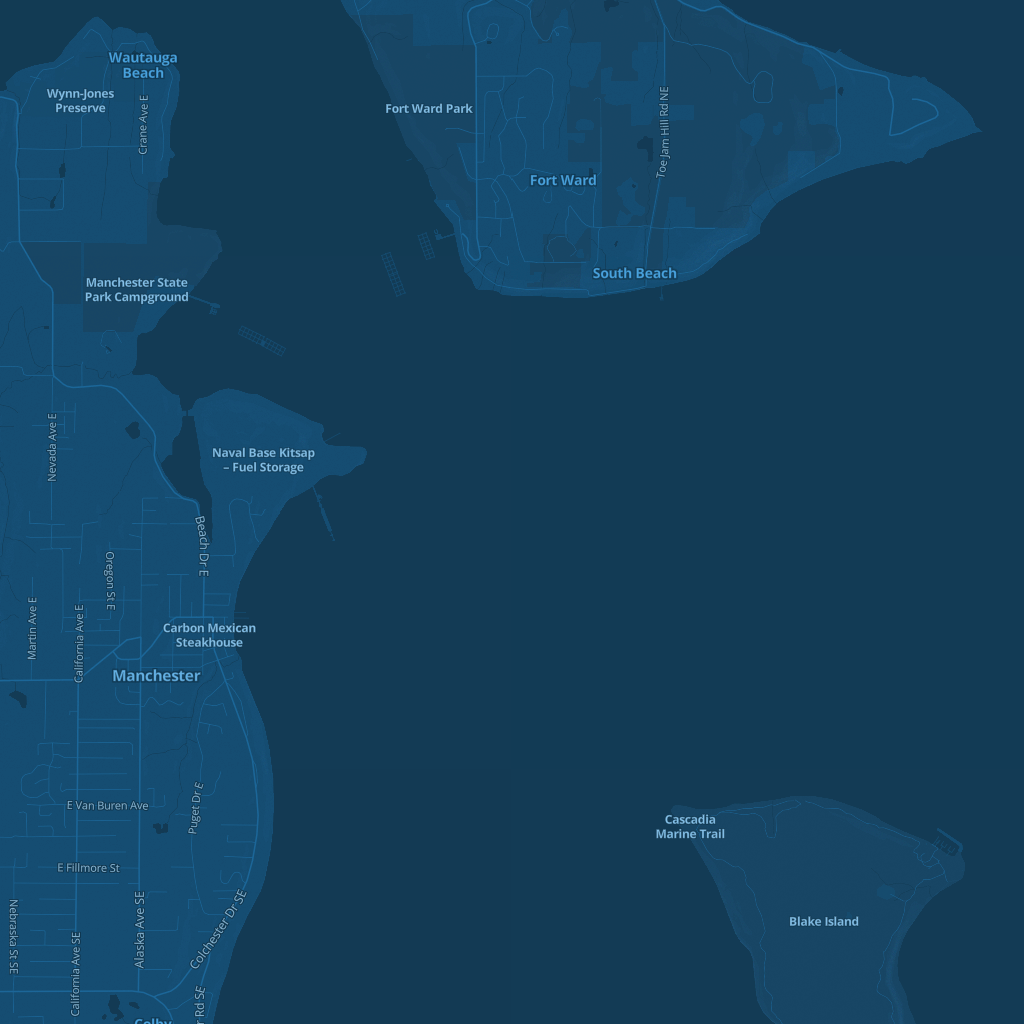 Wautauga
Beach
Wynn-Jones
Preserve
Crane Ave E
Fort Ward Park
Toe Jam Hill Rd NE
Fort Ward
South Beach
Manchester State
Park Campground
Nevada Ave E
Naval Base Kitsap
– Fuel Storage
Beach Dr E
Oregon St E
Martin Ave E
California Ave E
Carbon Mexican
Steakhouse
Manchester
Puget Dr E
E Van Buren Ave
Cascadia
Marine Trail
E Fillmore St
Nebraska St SE
Alaska Ave SE
Colchester Dr SE
California Ave SE
Blake Island
r Rd SE
Colby